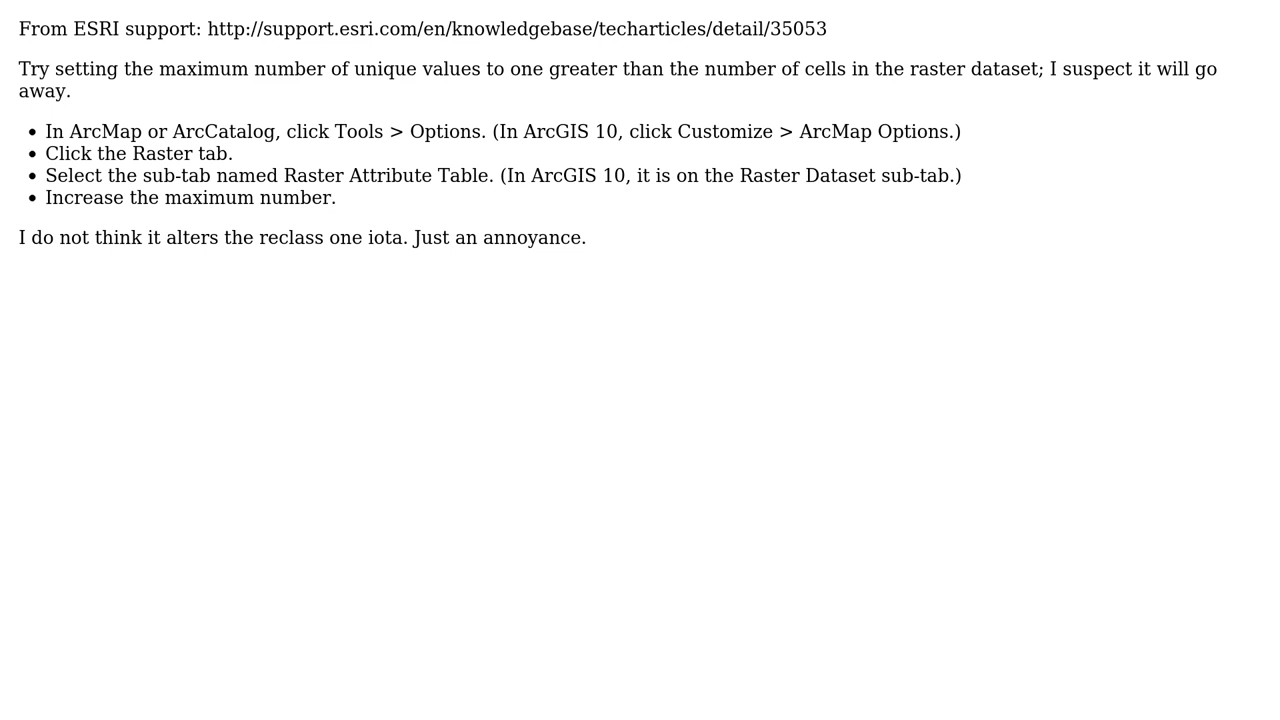 From ESRI support: http://support.esri.com/en/knowledgebase/techarticles/detail/35053
Try setting the maximum number of unique values to one greater than the number of cells in the raster dataset; I suspect it will go
away.
• In ArcMap or ArcCatalog, click Tools > Options. (In ArcGIS 10, click Customize > ArcMap Options.)
• Click the Raster tab.
• Select the sub-tab named Raster Attribute Table. (In ArcGIS 10, it is on the Raster Dataset sub-tab.)
• Increase the maximum number.
I do not think it alters the reclass one iota. Just an annoyance.